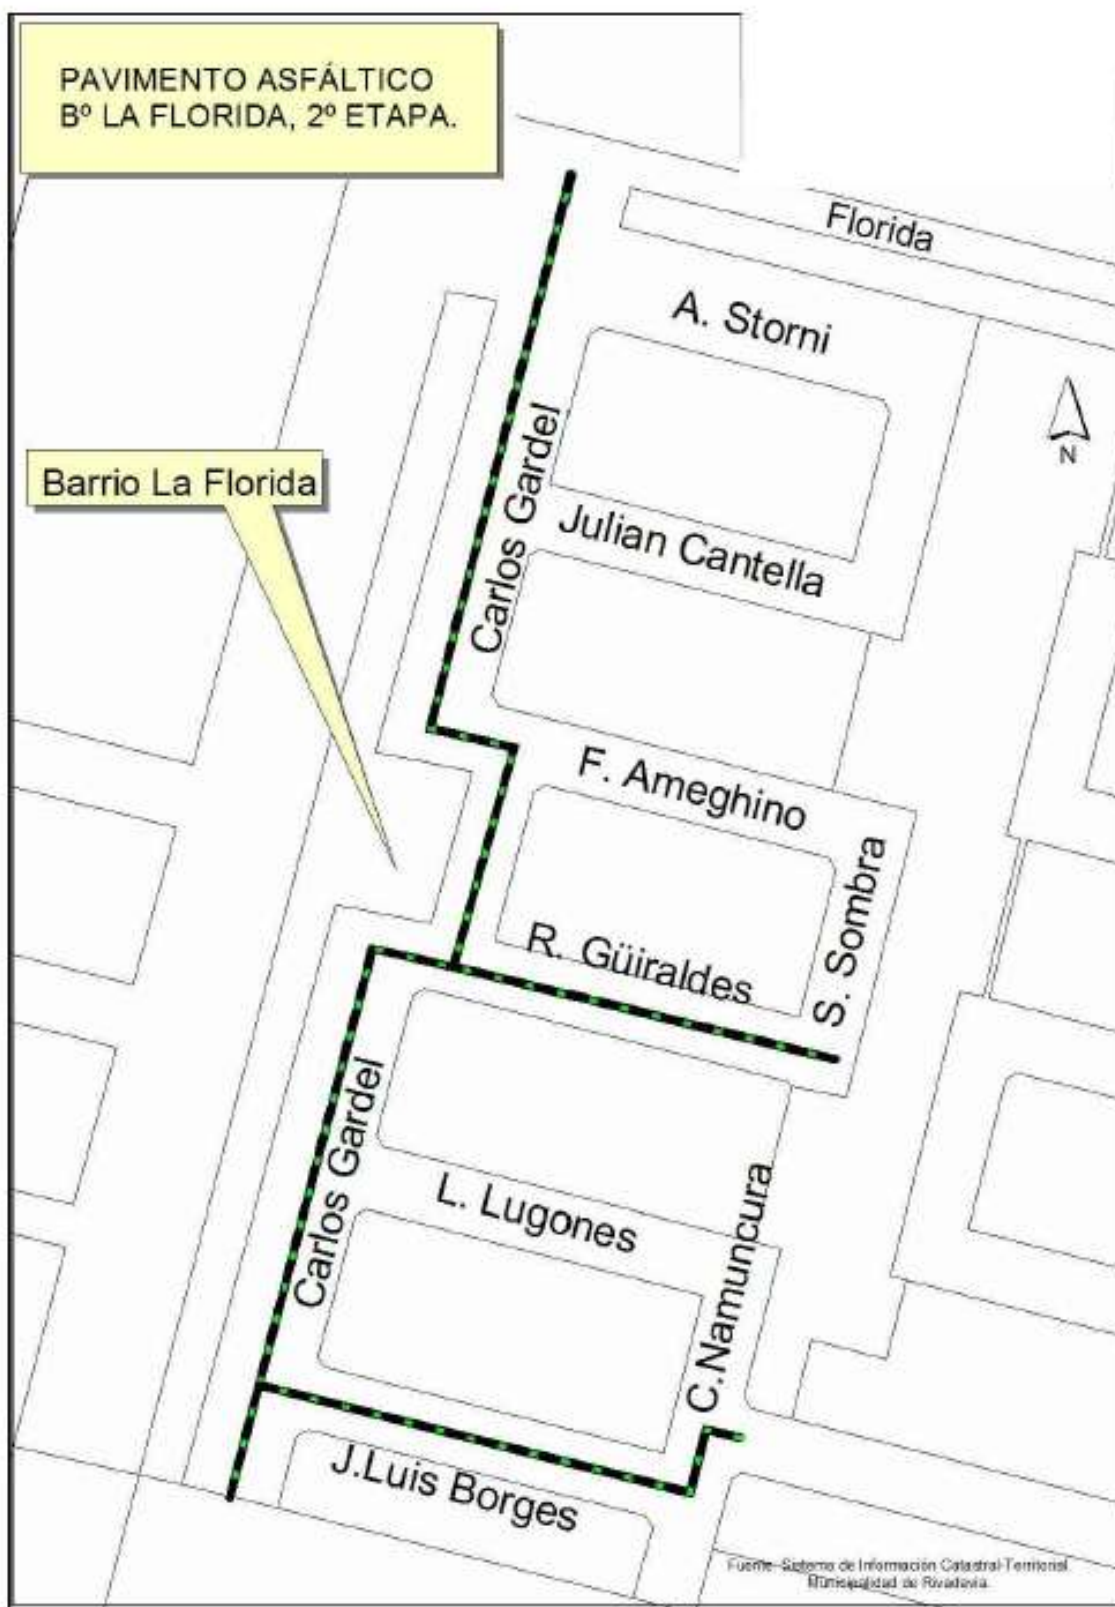 PAVIMENTO ASFÁLTICO
Bº LA FLORIDA, 2º ETAPA.
Florida
A. Storni
Carlos Gardel
N
Barrio La Florida
Julian Cantella
F. Ameghino
S. Sombra
R. Güiraldes
Carlos Gardel
L. Lugones
C.Namuncura
J.Luis Borges
Fuente: Sistema de Información Catastral-Territorial.
Municipalidad de Rivadavia.